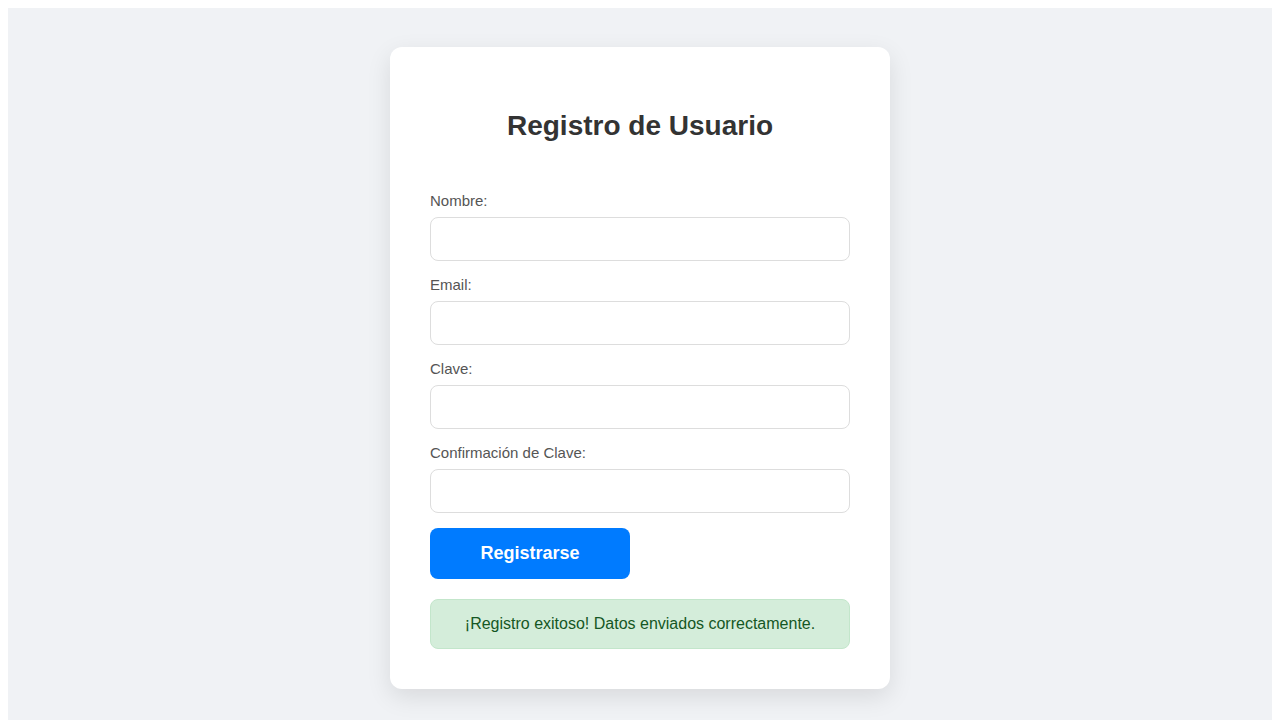 Registro de Usuario
Nombre:
Email:
Clave:
Confirmación de Clave:
Registrarse
¡Registro exitoso! Datos enviados correctamente.